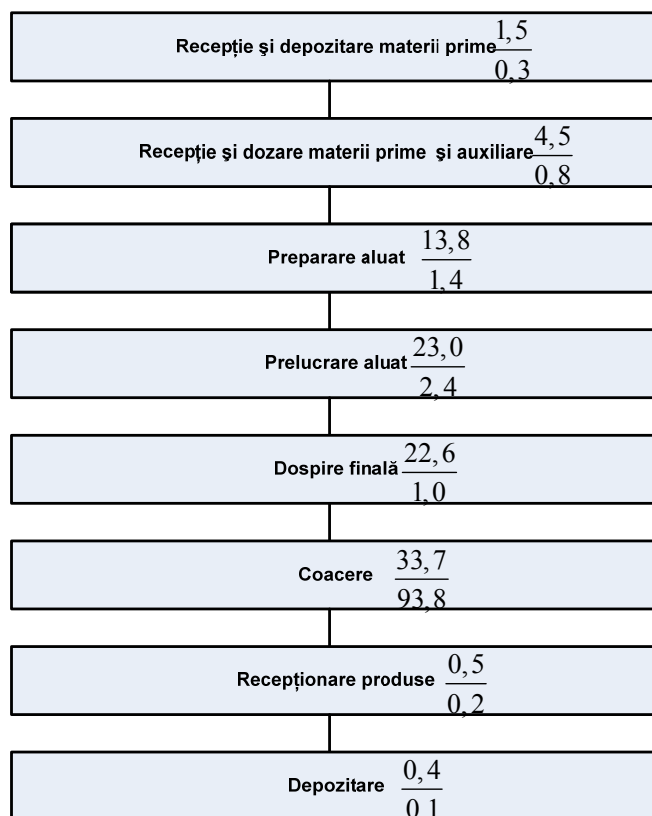 Recepţie şi depozitare materii prime 1,5
0,3
Recepţie şi dozare materii prime şi auxiliare 4,5
0,8
Preparare aluat 13,8
1,4
Prelucrare aluat 23,0
2,4
Dospire finală 22,6
1,0
Coacere 33,7
93,8
Recepţionare produse 0,5
0,2
Depozitare 0,4
0,1